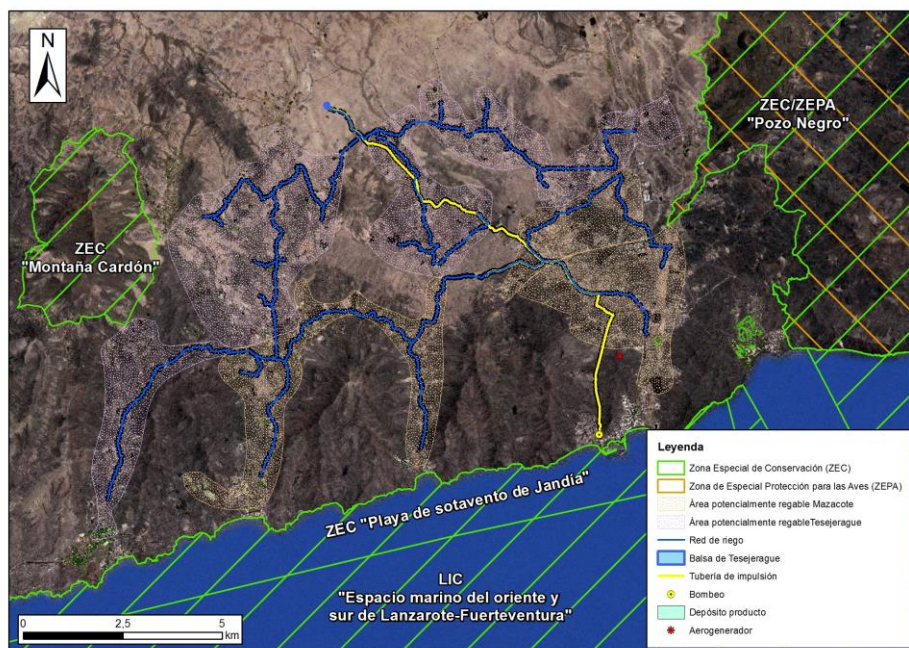 N
ZEC/ZEPA
"Pozo Negro"
ZEC
"Montaña Cardón"
ZEC "Playa de sotavento de Jandía"
LIC
"Espacio marino del oriente y
sur de Lanzarote-Fuerteventura"
0 2,5 5
km
Leyenda
Zona Especial de Conservación (ZEC)
Zona de Especial Protección para las Aves (ZEPA)
Área potencialmente regable Mazacote
Área potencialmente regableTesejerague
Red de riego
Balsa de Tesejerague
Tubería de impulsión
Bombeo
Depósito producto
Aerogenerador